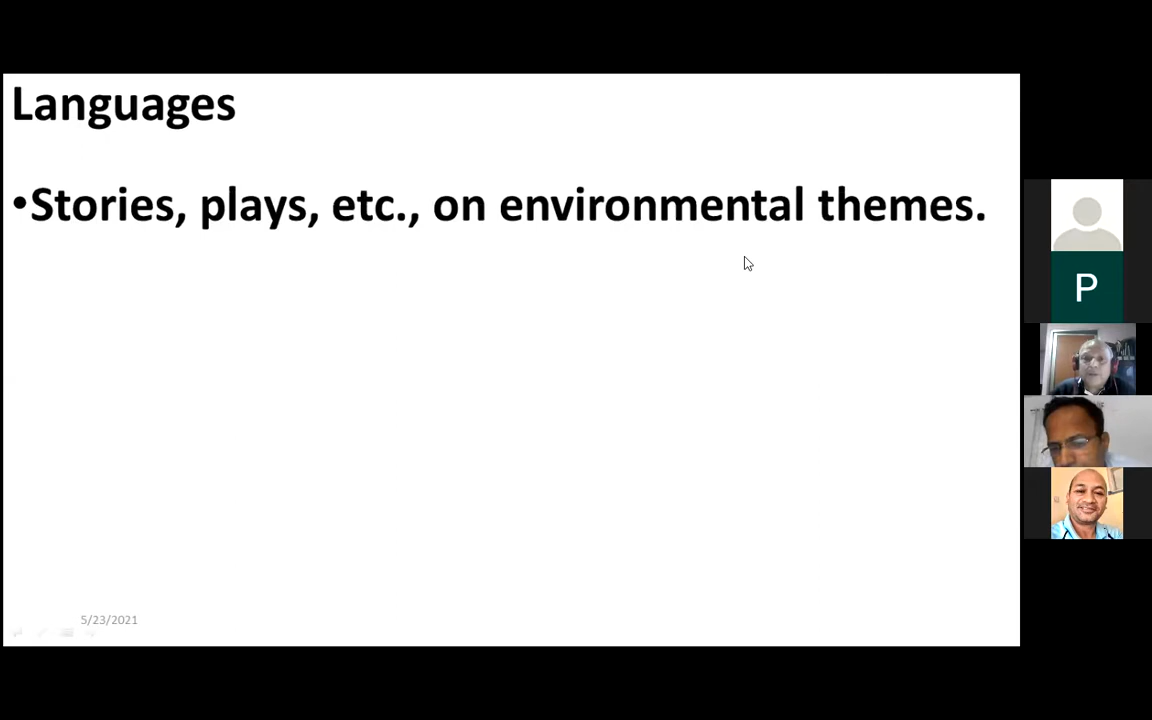 Languages
•Stories, plays, etc., on environmental themes.
P
5/23/2021